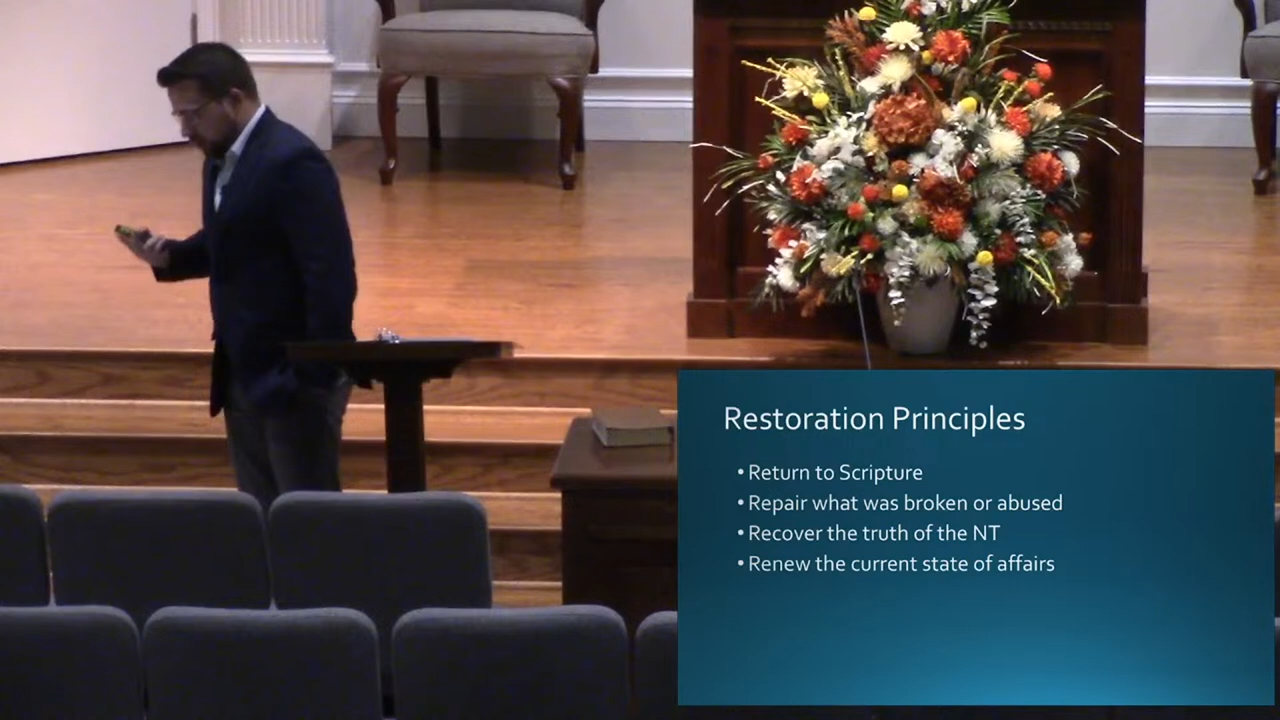 Restoration Principles
•Return to Scripture
•Repair what was broken or abused
•Recover the truth of the NT
•Renew the current state of affairs